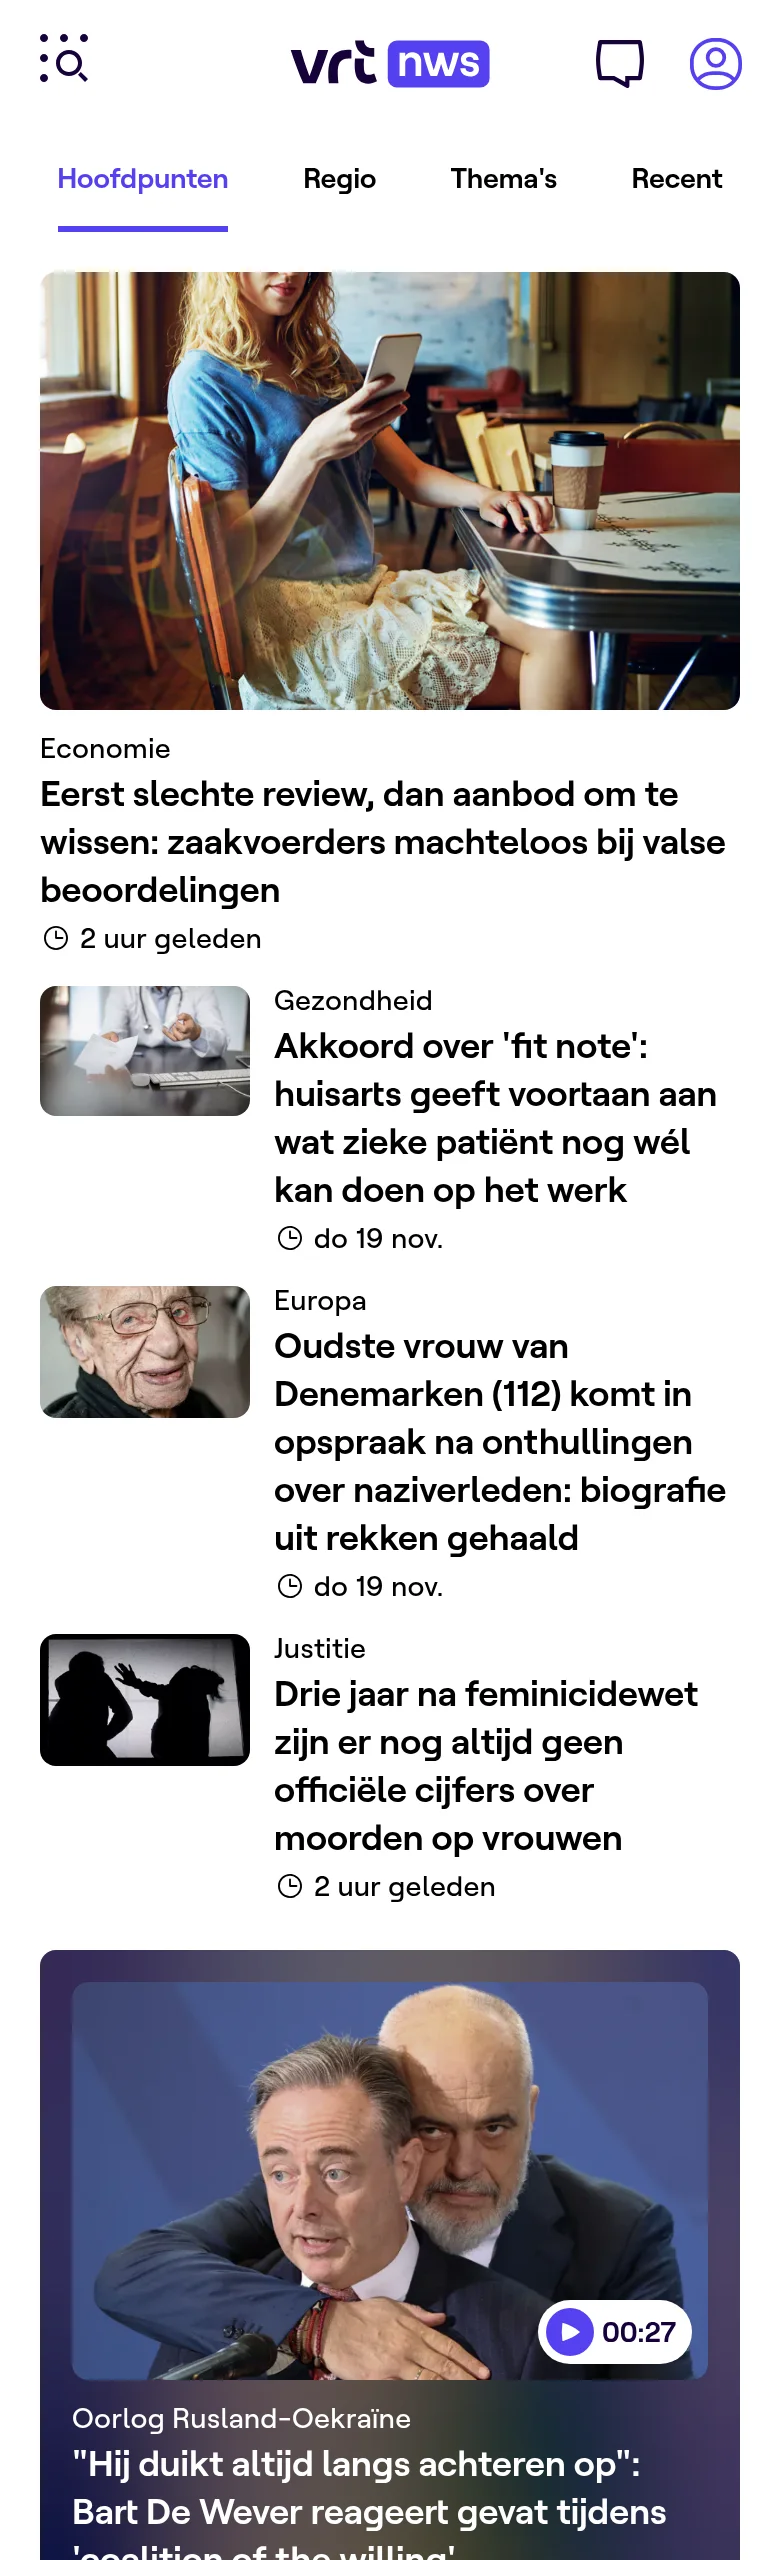 vrt nws
Hoofdpunten Regio Thema's Recent
Economie
Eerst slechte review, dan aanbod om te
wissen: zaakvoerders machteloos bij valse
beoordelingen
2 uur geleden
Gezondheid
Akkoord over 'fit note':
huisarts geeft voortaan aan
wat zieke patiënt nog wél
kan doen op het werk
do 19 nov.
Europa
Oudste vrouw van
Denemarken (112) komt in
opspraak na onthullingen
over naziverleden: biografie
uit rekken gehaald
do 19 nov.
Justitie
Drie jaar na feminicidewet
zijn er nog altijd geen
officiële cijfers over
moorden op vrouwen
2 uur geleden
00:27
Oorlog Rusland-Oekraïne
"Hij duikt altijd langs achteren op":
Bart De Wever reageert gevat tijdens
'coalition of the willing'